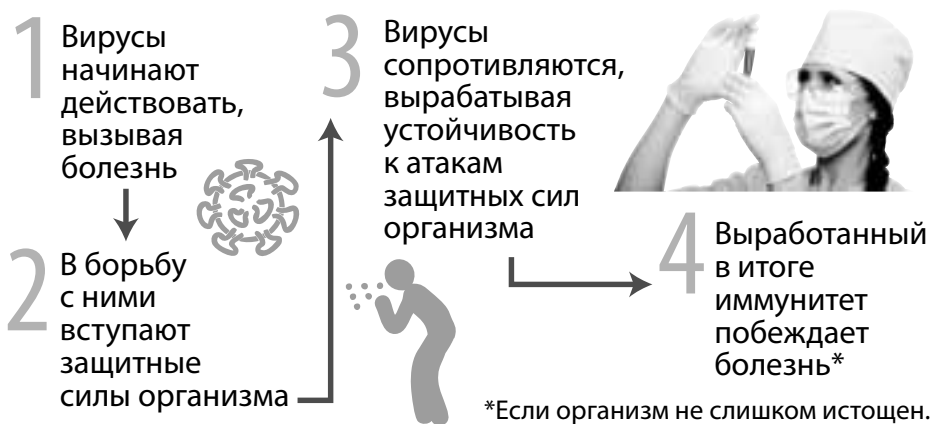 1
Вирусы
начинают
действовать,
вызывая
болезнь
2
В борьбу
с ними
вступают
защитные
силы организма
3
Вирусы
сопротивляются,
вырабатывая
устойчивость
к атакам
защитных сил
организма
4
Выработанный
в итоге
иммунитет
побеждает
болезнь*
*Если организм не слишком истощен.